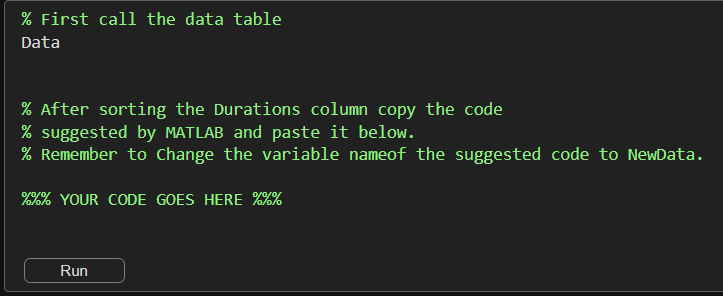 % First call the data table
Data
% After sorting the Durations column copy the code
% suggested by MATLAB and paste it below.
% Remember to Change the variable nameof the suggested code to NewData.
%%% YOUR CODE GOES HERE %%%
Run